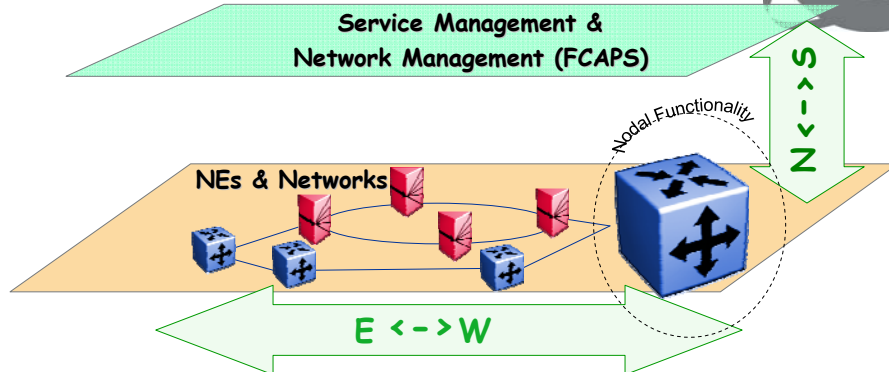 Service Management &
Network Management (FCAPS)
N<->S
Nodal Functionality
NEs & Networks
E <-> W